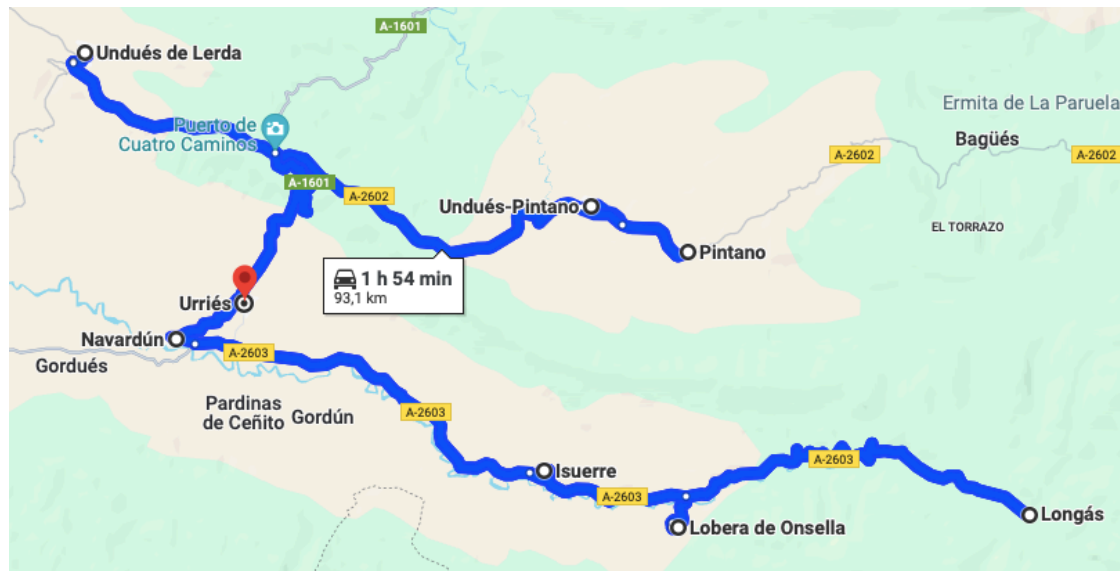 A-1601
Undués de Lerda
Ermita de La Paruela
Puerto de
Cuatro Caminos
Bagüés
A-2602
A-2602
A-1601
A-2602
Undués-Pintano
EL TORRAZO
Pintano
1 h 54 min
93,1 km
Urriés
Navardún
A-2603
Gordués
Pardinas
de Ceñito
Gordún
A-2603
A-2603
Isuerre
A-2603
Longás
Lobera de Onsella